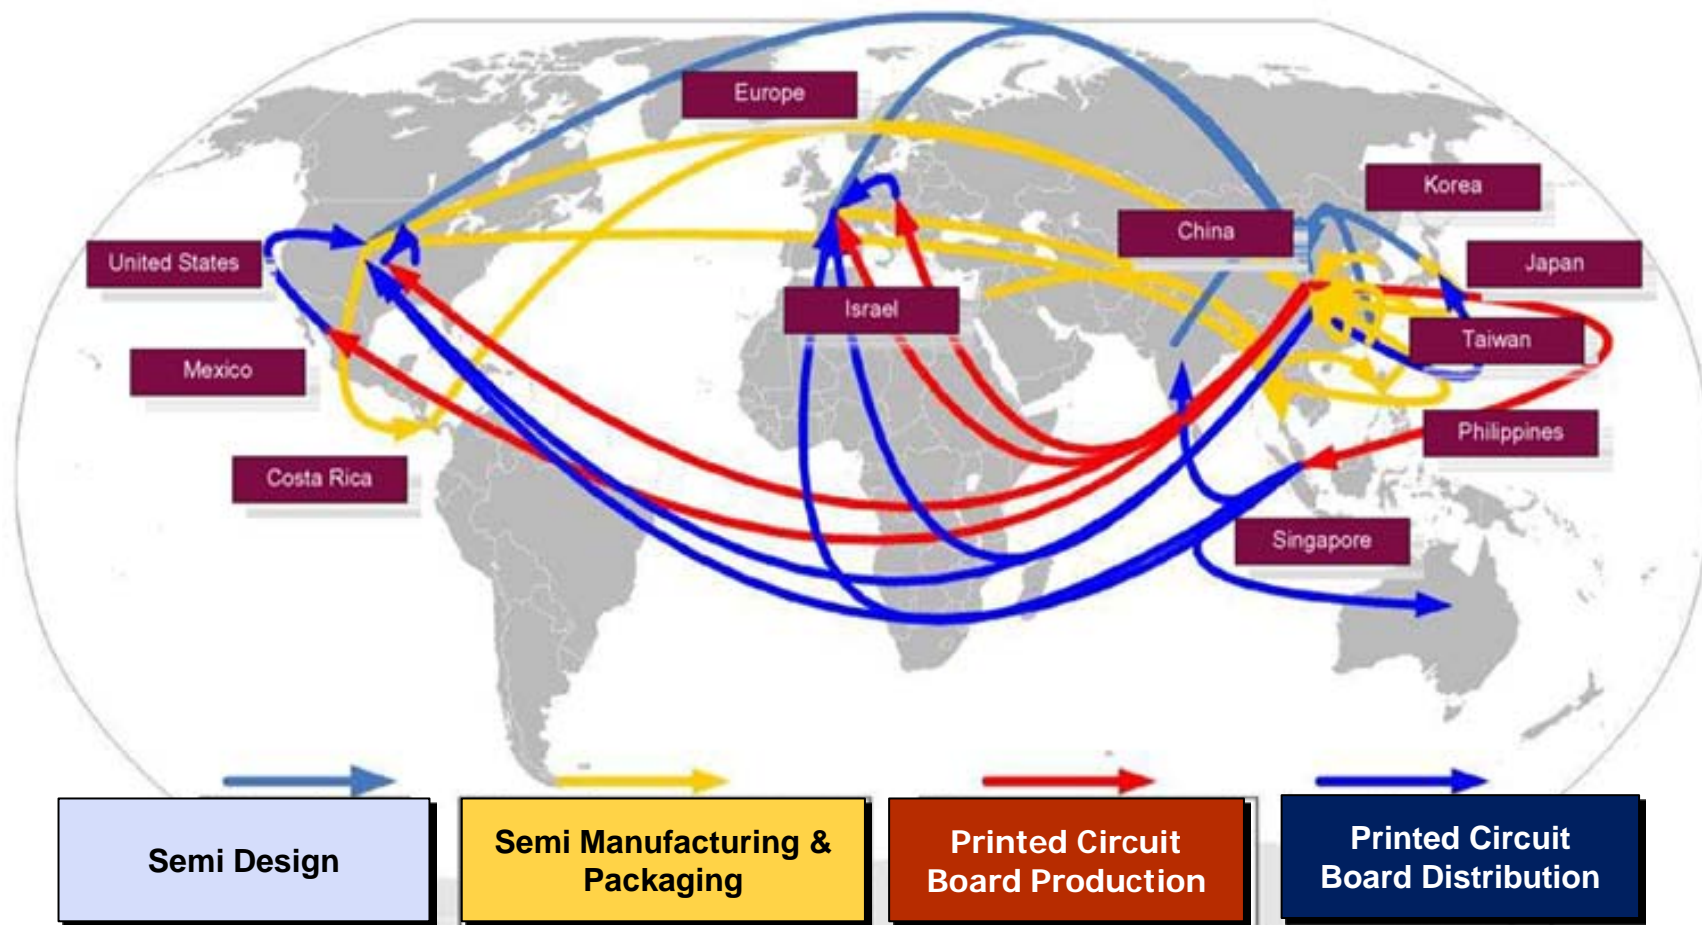 Europe
Korea
China
United States
Japan
Israel
Taiwan
Mexico
Philippines
Costa Rica
Singapore
Semi Design
Semi Manufacturing &
Packaging
Printed Circuit
Board Production
Printed Circuit
Board Distribution